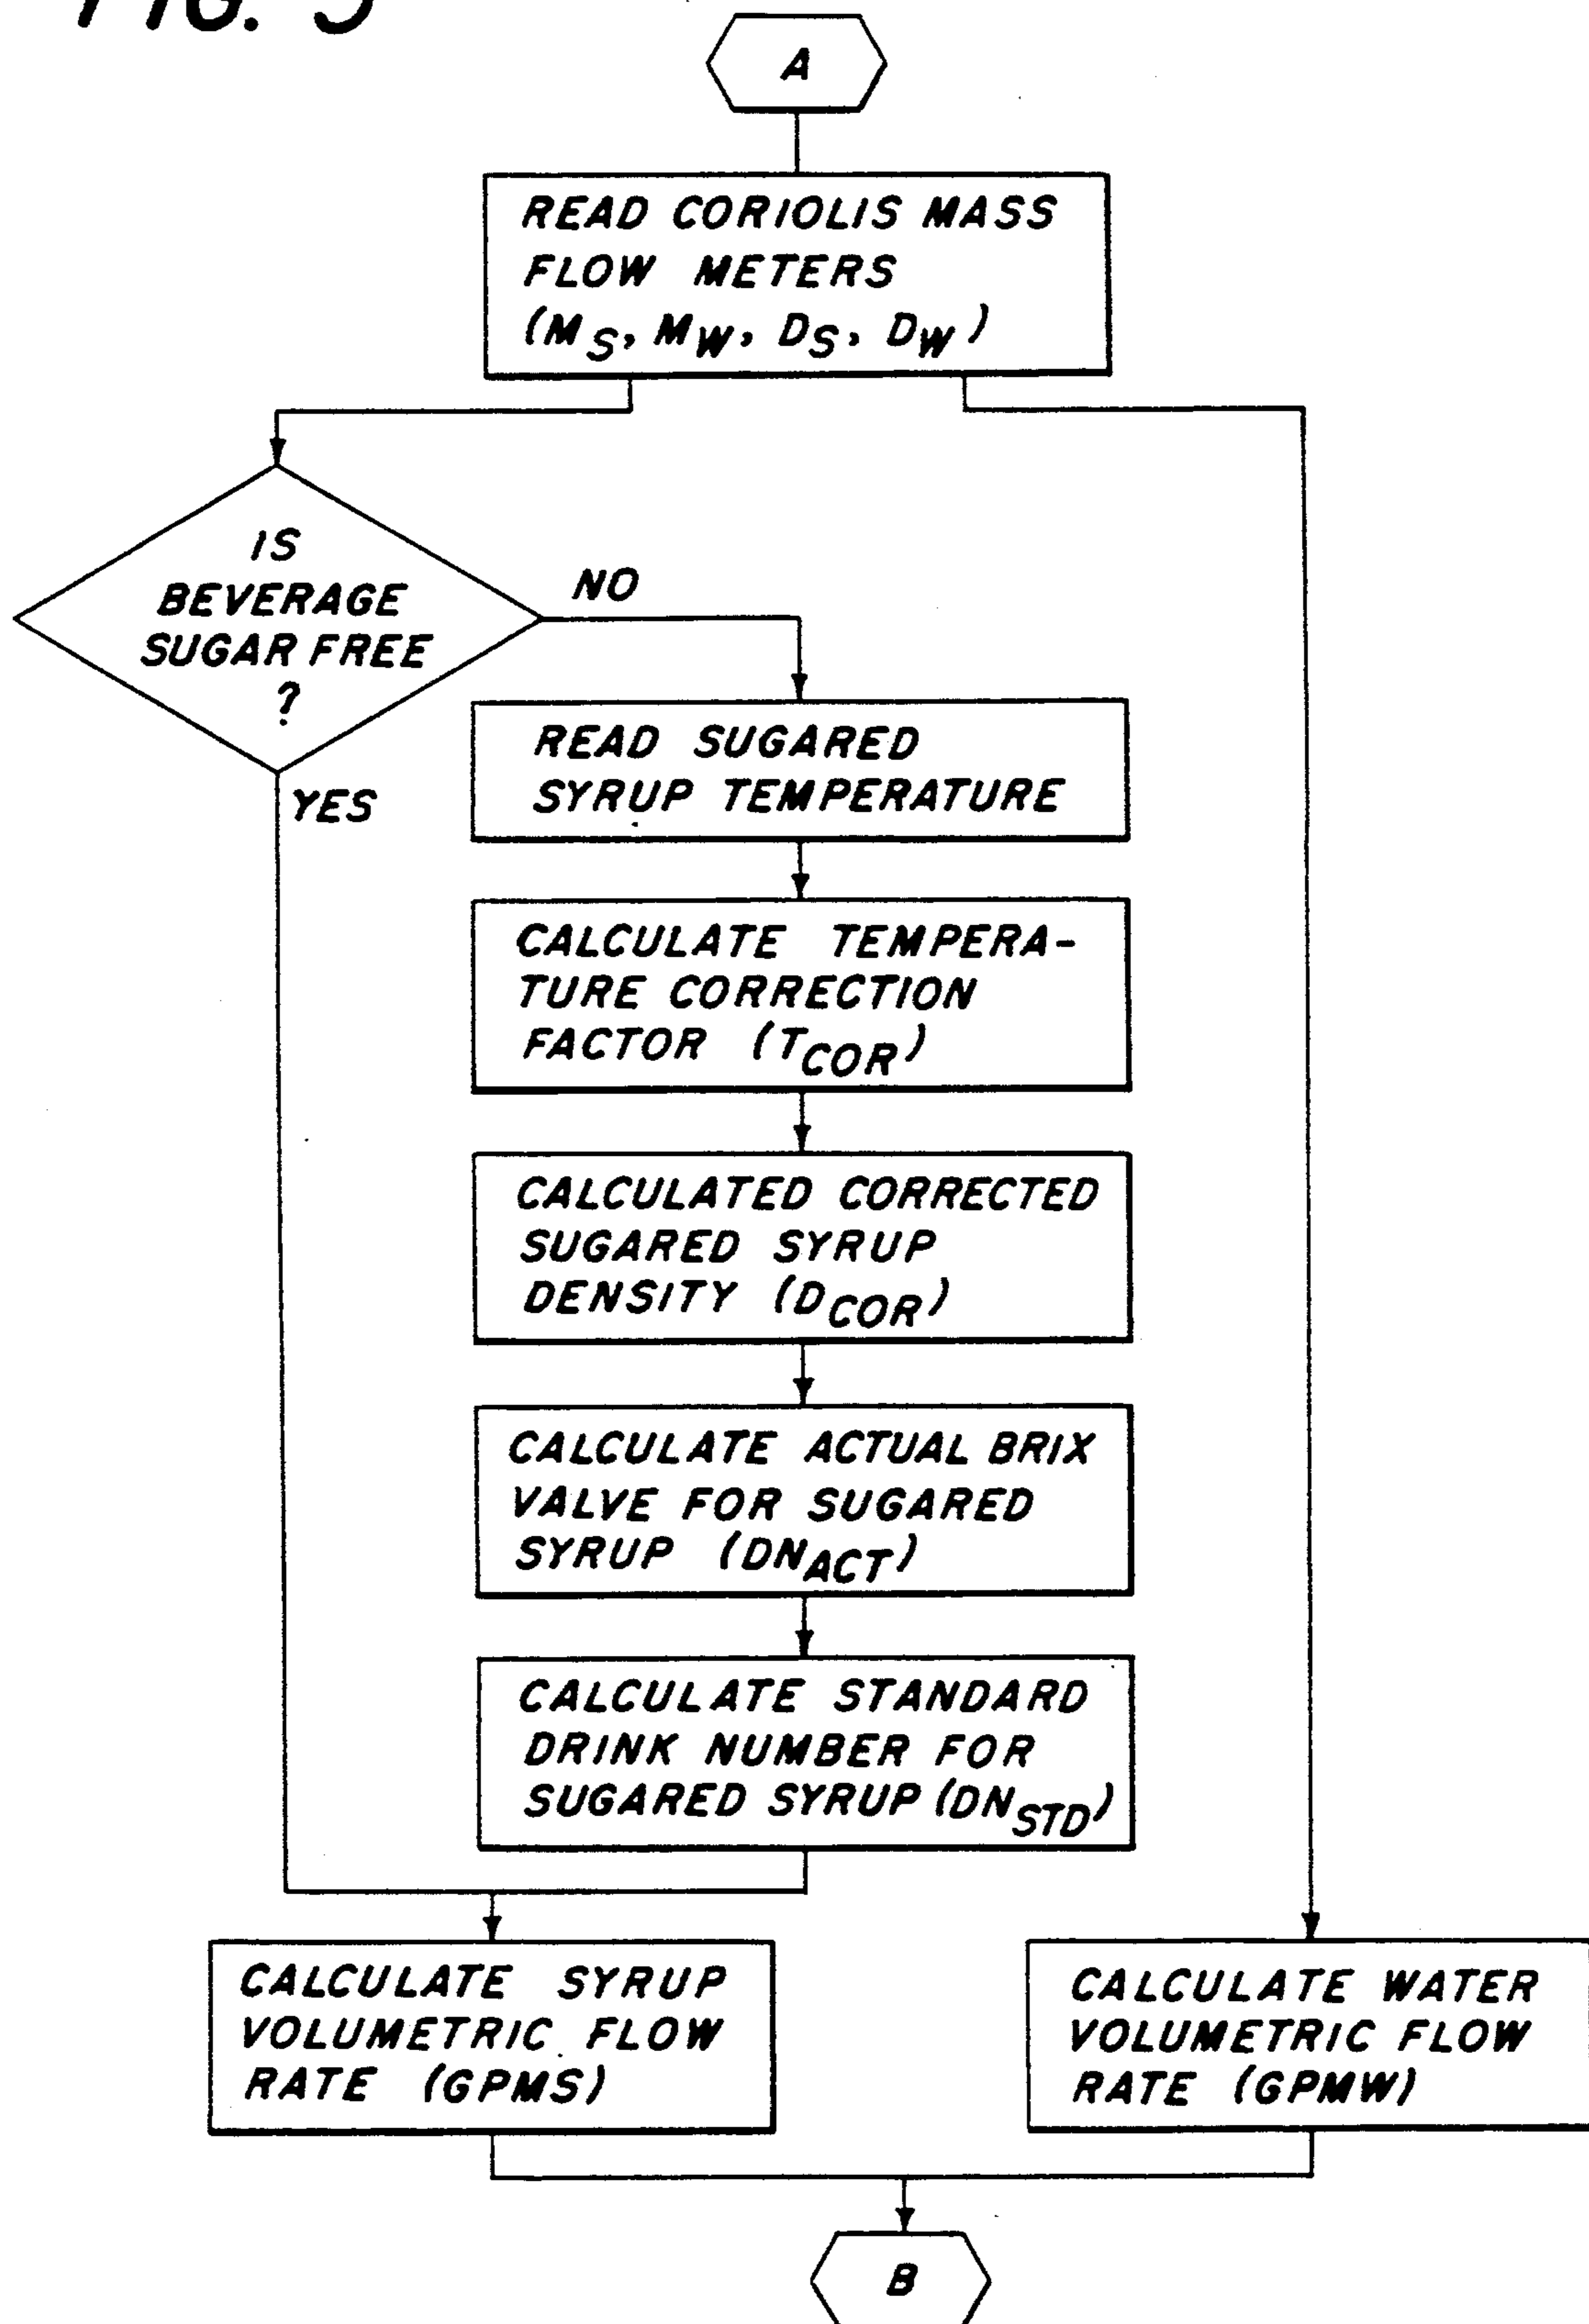 FIG. 5
A
READ CORIOLIS MASS
FLOW METERS
(MS, MW, DS, DW)
IS
BEVERAGE
SUGAR FREE
?
NO
YES
READ SUGARED
SYRUP TEMPERATURE
CALCULATE TEMPERA-
TURE CORRECTION
FACTOR (TCOR)
CALCULATED CORRECTED
SUGARED SYRUP
DENSITY (DCOR)
CALCULATE ACTUAL BRIX
VALVE FOR SUGARED
SYRUP (DNACT)
CALCULATE STANDARD
DRINK NUMBER FOR
SUGARED SYRUP (DNSTD)
CALCULATE SYRUP
VOLUMETRIC FLOW
RATE (GPMS)
CALCULATE WATER
VOLUMETRIC FLOW
RATE (GPMW)
B